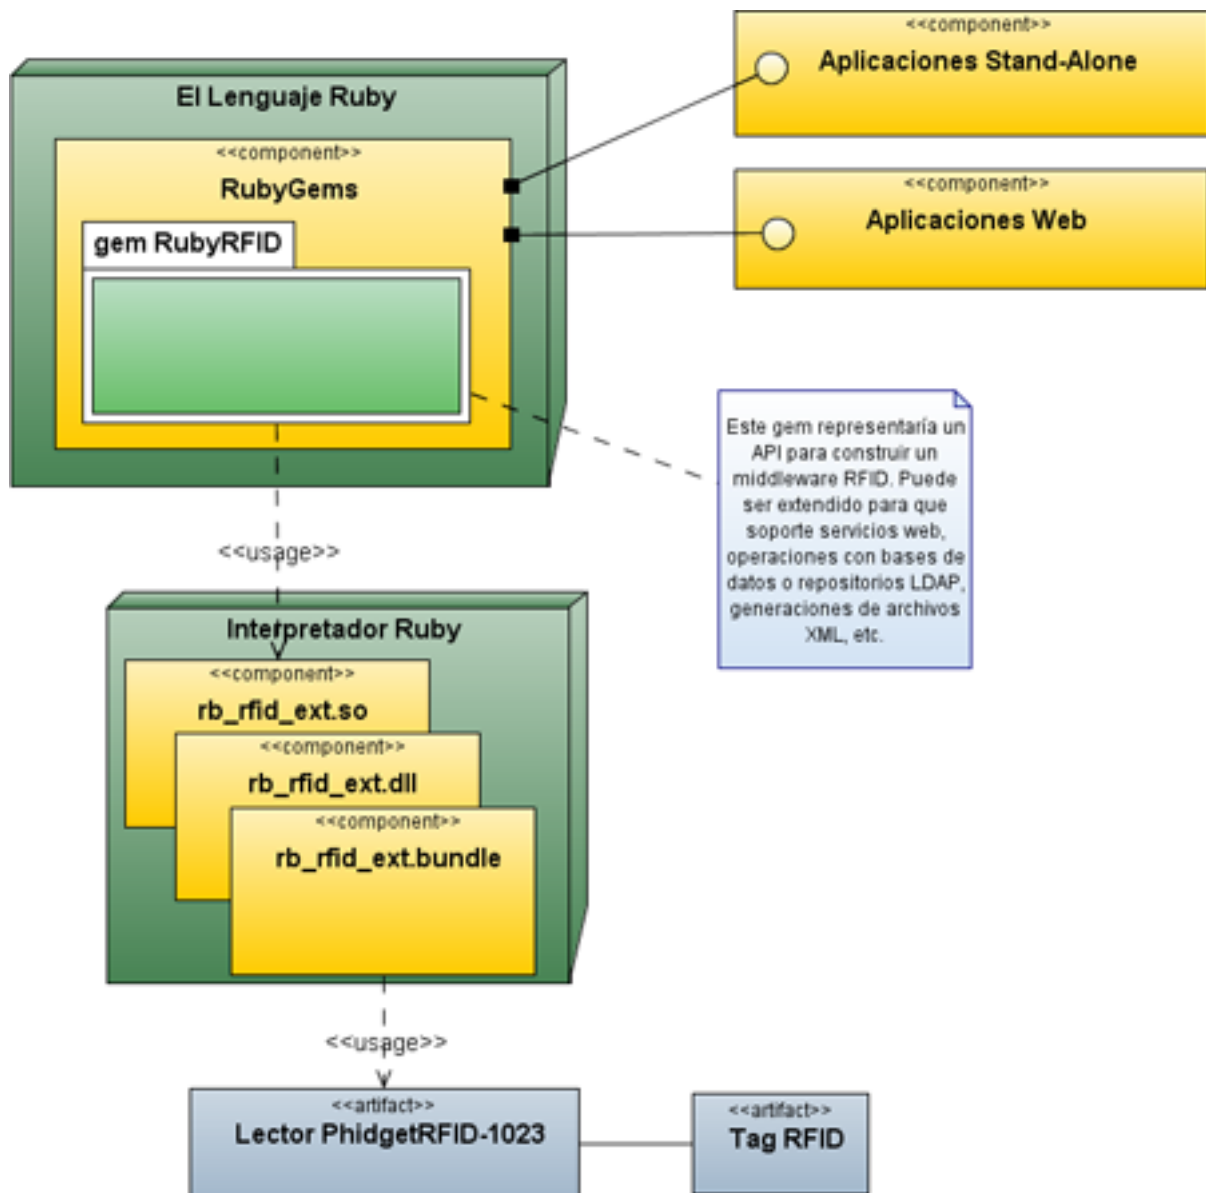 <<component>>
Aplicaciones Stand-Alone
El Lenguaje Ruby
<<component>>
RubyGems
<<component>>
Aplicaciones Web
gem RubyRFID
Este gem representaría un
API para construir un
middleware RFID. Puede
ser extendido para que
soporte servicios web,
operaciones con bases de
datos o repositorios LDAP,
generaciones de archivos
XML, etc.
<<usage>>
Interpretador Ruby
<<component>>
rb_rfid_ext.so
<<component>>
rb_rfid_ext.dll
<<component>>
rb_rfid_ext.bundle
<<usage>>
<<artifact>>
Lector PhidgetRFID-1023
<<artifact>>
Tag RFID